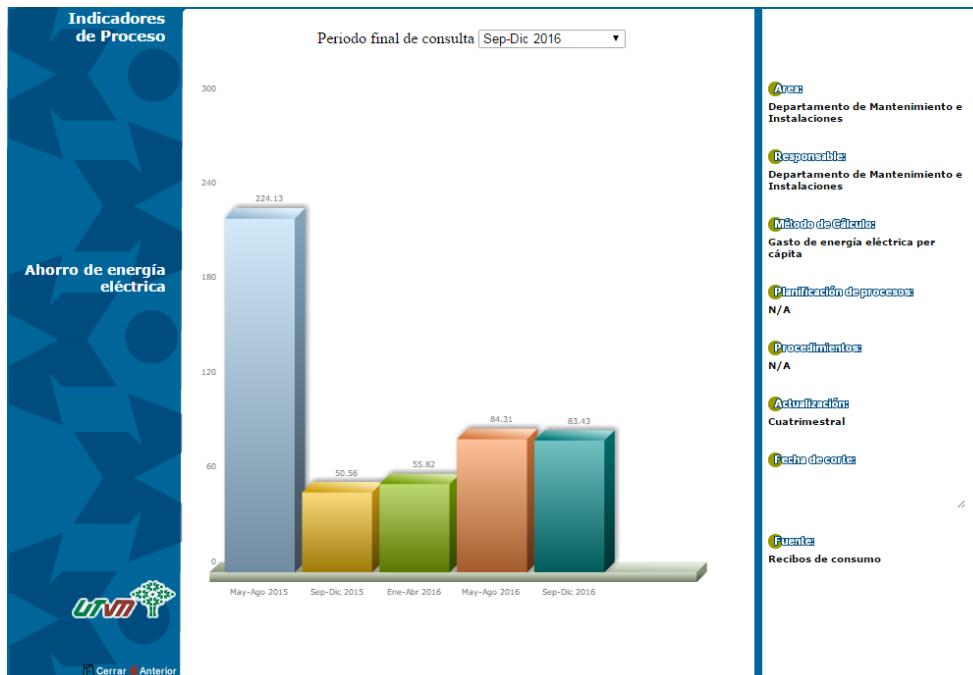 Indicadores
de Proceso
Periodo final de consulta Sep-Dic 2016
Ahorro de energía
eléctrica
300
240
180
120
60
0
224.13
50.56
55.82
84.31
83.43
May-Ago 2015
Sep-Dic 2015
Ene-Abr 2016
May-Ago 2016
Sep-Dic 2016
Area:
Departamento de Mantenimiento e
Instalaciones
Responsable:
Departamento de Mantenimiento e
Instalaciones
Método de Cálculo:
Gasto de energía eléctrica per
cápita
Planificación de procesos:
N/A
Procedimientos:
N/A
Actualización:
Cuatrimestral
Fecha de corte:
Fuente:
Recibos de consumo
UTVM
Cerrar Anterior